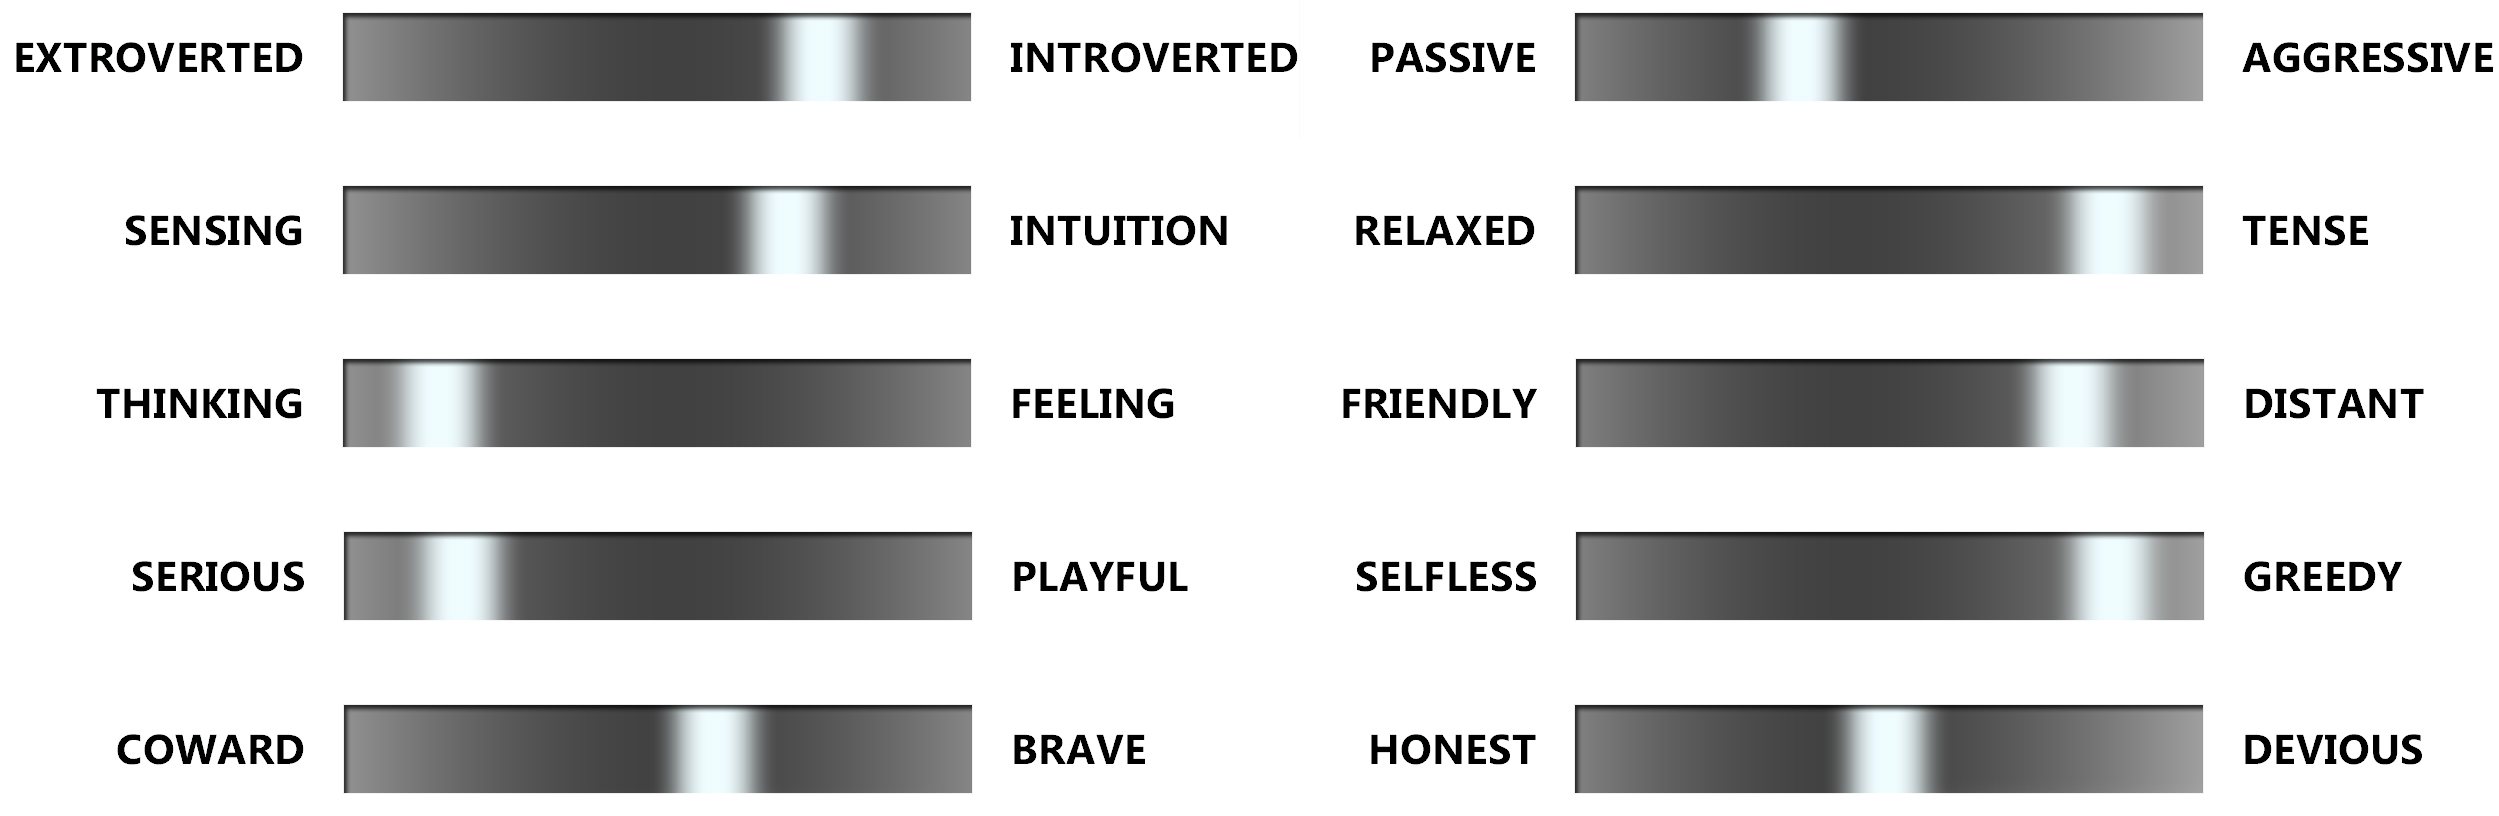 EXTROVERTED INTROVERTED PASSIVE AGGRESSIVE
SENSING INTUITION RELAXED TENSE
THINKING FEELING FRIENDLY DISTANT
SERIOUS PLAYFUL SELFLESS GREEDY
COWARD BRAVE HONEST DEVIOUS